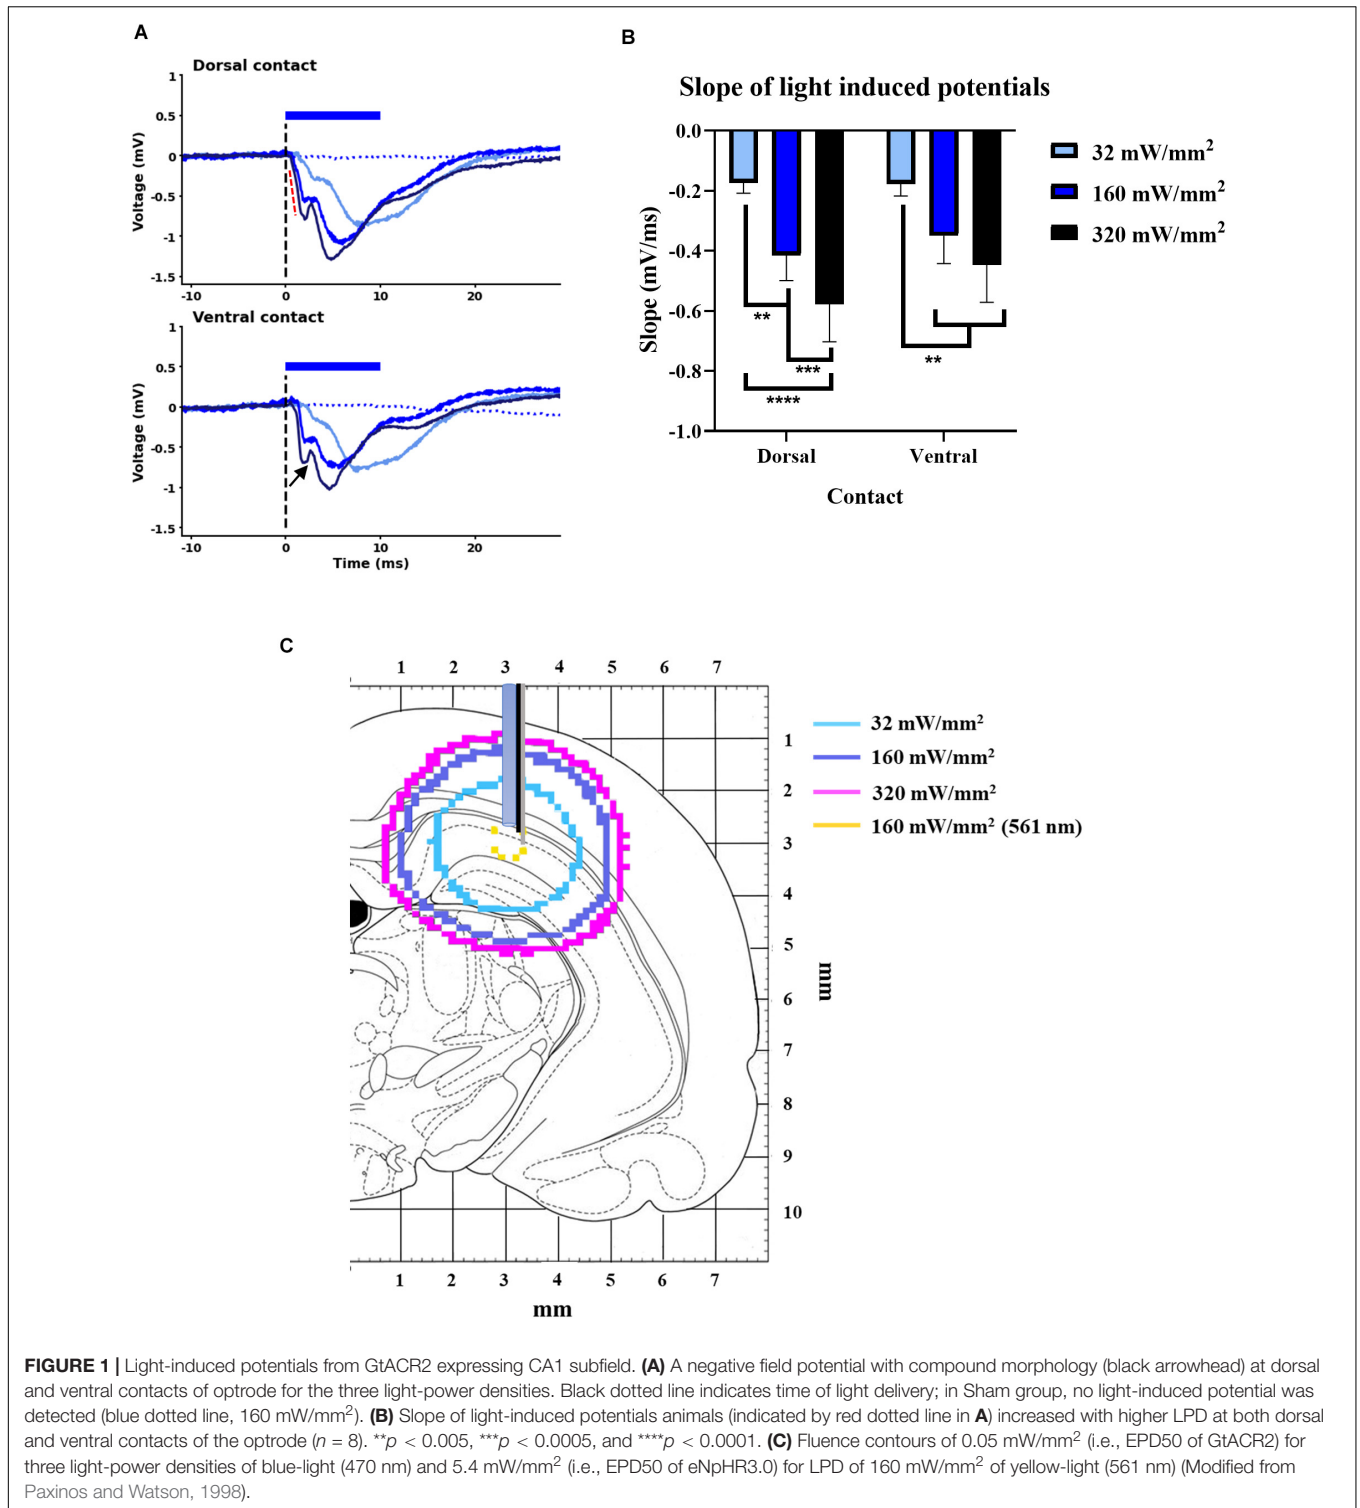 A
Dorsal contact
1
0.5
0
-0.5
-1
-1.5
Voltage (mV)
-10 0 10 20
Ventral contact
1
0.5
0
-0.5
-1
-1.5
Voltage (mV)
-10 0 10 20
Time (ms)
B
Slope of light induced potentials
0.0
-0.2
-0.4
-0.6
-0.8
-1.0
Slope (mV/ms)
**
***
****
**
Dorsal Ventral
Contact
32 mW/mm²
160 mW/mm²
320 mW/mm²
C
1 2 3 4 5 6 7
1
2
3
4
5
6
7
8
9
10
mm
1 2 3 4 5 6 7
mm
32 mW/mm²
160 mW/mm²
320 mW/mm²
160 mW/mm² (561 nm)
FIGURE 1 | Light-induced potentials from GtACR2 expressing CA1 subfield. (A) A negative field potential with compound morphology (black arrowhead) at dorsal
and ventral contacts of optrode for the three light-power densities. Black dotted line indicates time of light delivery; in Sham group, no light-induced potential was
detected (blue dotted line, 160 mW/mm²). (B) Slope of light-induced potentials animals (indicated by red dotted line in A) increased with higher LPD at both dorsal
and ventral contacts of the optrode (n = 8). **p < 0.005, ***p < 0.0005, and ****p < 0.0001. (C) Fluence contours of 0.05 mW/mm² (i.e., EPD50 of GtACR2) for
three light-power densities of blue-light (470 nm) and 5.4 mW/mm² (i.e., EPD50 of eNpHR3.0) for LPD of 160 mW/mm² of yellow-light (561 nm) (Modified from
Paxinos and Watson, 1998).